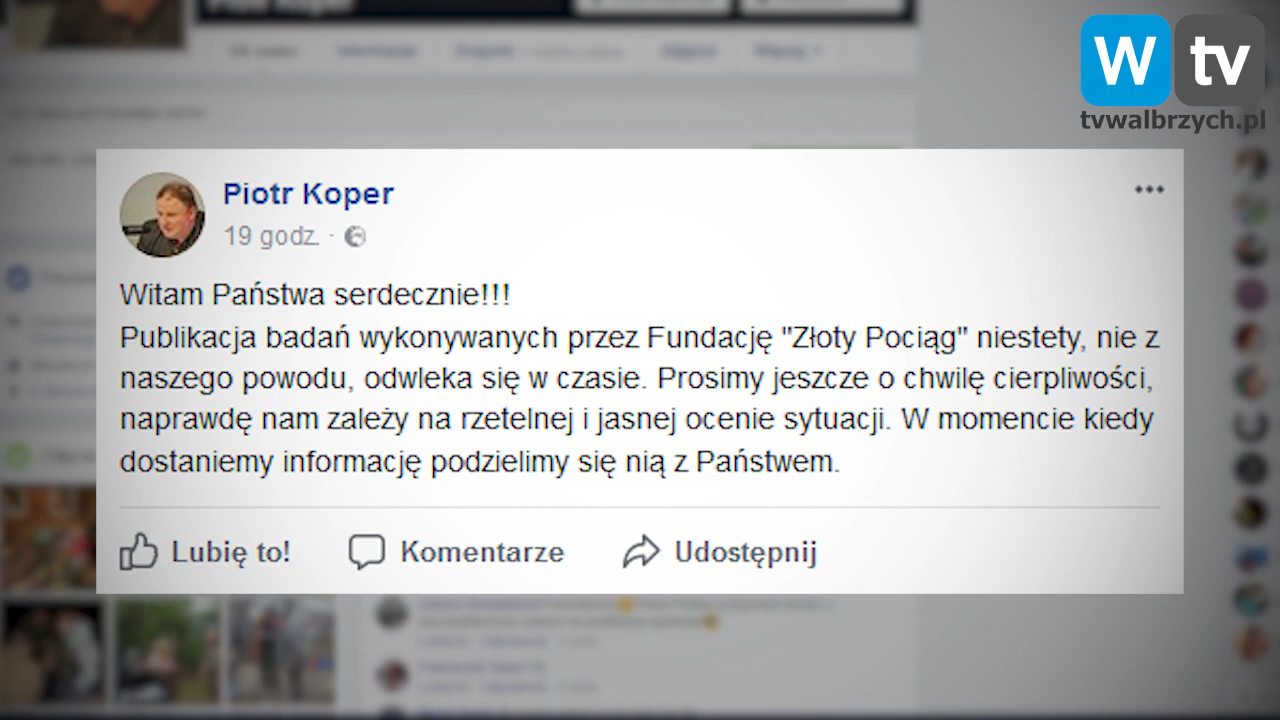 Piotr Koper
W tv
tvwalbrzych.pl
Piotr Koper
19 godz.
Witam Państwa serdecznie!!!
Publikacja badań wykonywanych przez Fundację "Złoty Pociąg" niestety, nie z
naszego powodu, odwleka się w czasie. Prosimy jeszcze o chwilę cierpliwości,
naprawdę nam zależy na rzetelnej i jasnej ocenie sytuacji. W momencie kiedy
dostaniemy informację podzielimy się nią z Państwem.
Lubię to! Komentarze Udostępnij